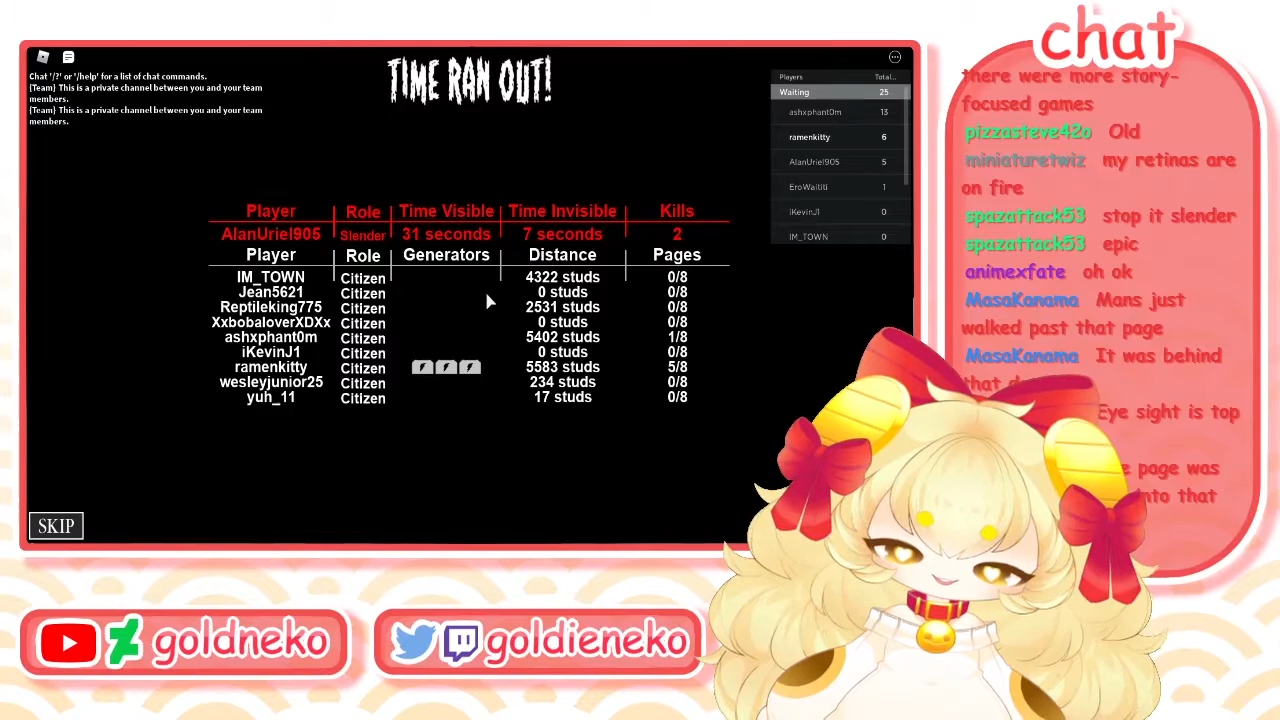 chat
Chat '/?' or '/help' for a list of chat commands.
{Team} This is a private channel between you and your team
members.
{Team} This is a private channel between you and your team
members.
TIME RAN OUT!
Players Total...
Waiting 25
ashxphant0m 13
ramenkitty 6
AlanUriel905 5
EroWaititi 1
iKevinJ1 0
IM_TOWN 0
Player Role Time Visible Time Invisible Kills
AlanUriel905 Slender 31 seconds 7 seconds 2
Player Role Generators Distance Pages
IM_TOWN Citizen 4322 studs 0/8
Jean5621 Citizen 0 studs 0/8
Reptileking775 Citizen 2531 studs 0/8
XxbobaloverXDXx Citizen 0 studs 0/8
ashxphant0m Citizen 5402 studs 1/8
iKevinJ1 Citizen 0 studs 0/8
ramenkitty Citizen 5583 studs 5/8
wesleyjunior25 Citizen 234 studs 0/8
yuh_11 Citizen 17 studs 0/8
SKIP
there were more story-
focused games
pizzasteve42o Old
miniaturetwiz my retinas are
on fire
spazattack53 stop it slender
spazattack53 epic
animexfate oh ok
MasaKanama Mans just
walked past that page
MasaKanama It was behind
that
Eye sight is top
page was
into that
goldneko
goldieneko